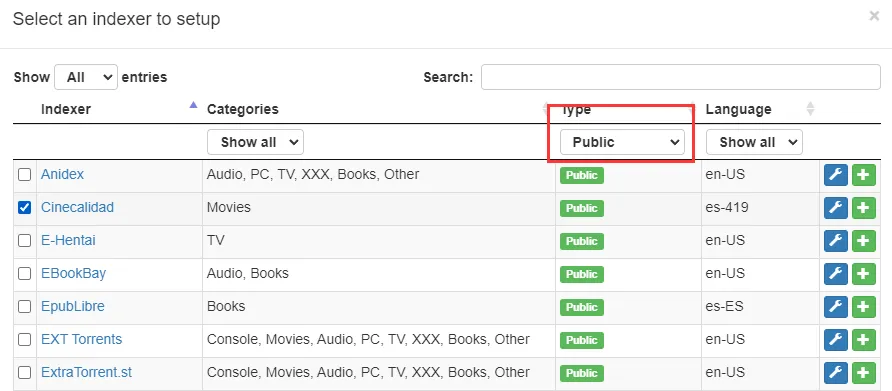 Select an indexer to setup ×
Show All entries Search:
Indexer Categories Type Language
Show all Public Show all
Anidex Audio, PC, TV, XXX, Books, Other Public en-US
Cinecalidad Movies Public es-419
E-Hentai TV Public en-US
EBookBay Audio, Books Public en-US
EpubLibre Books Public es-ES
EXT Torrents Console, Movies, Audio, PC, TV, XXX, Books, Other Public en-US
ExtraTorrent.st Console, Movies, Audio, PC, TV, XXX, Books, Other Public en-US